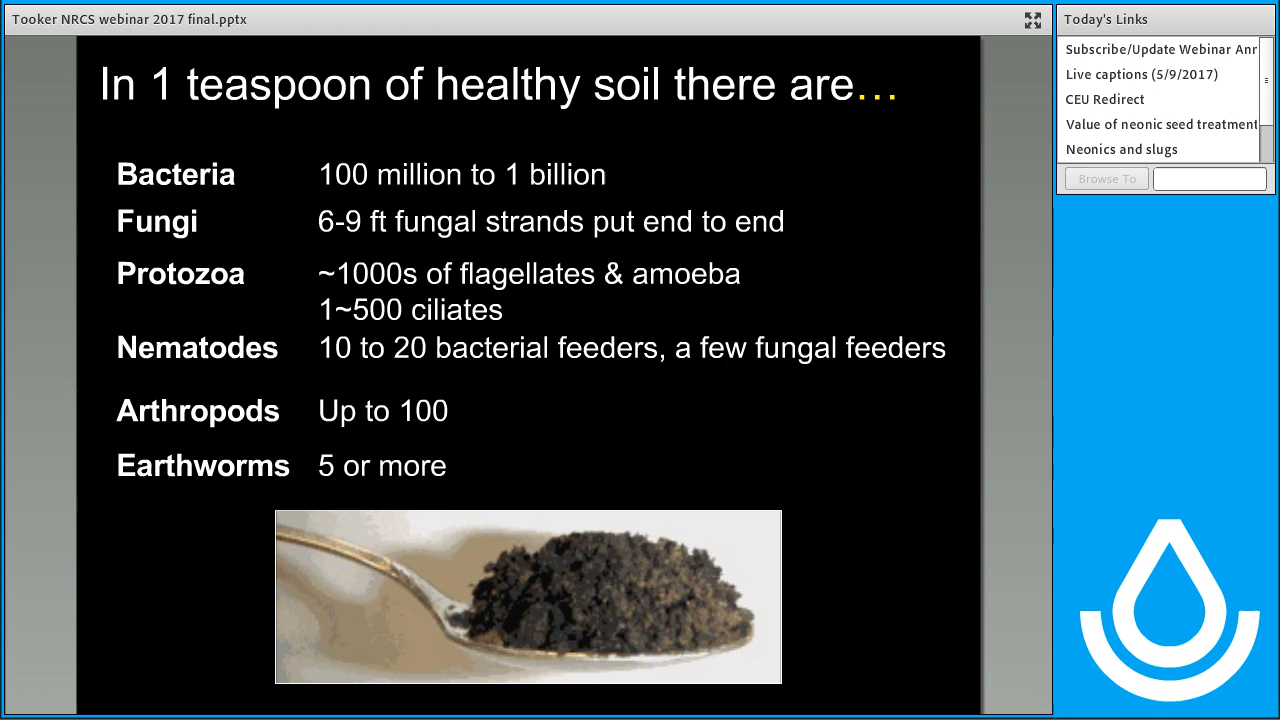 Tooker NRCS webinar 2017 final.pptx
In 1 teaspoon of healthy soil there are...
Bacteria 100 million to 1 billion
Fungi 6-9 ft fungal strands put end to end
Protozoa ~1000s of flagellates & amoeba
1~500 ciliates
Nematodes 10 to 20 bacterial feeders, a few fungal feeders
Arthropods Up to 100
Earthworms 5 or more
Today's Links
Subscribe/Update Webinar Anr
Live captions (5/9/2017)
CEU Redirect
Value of neonic seed treatment
Neonics and slugs
Browse To